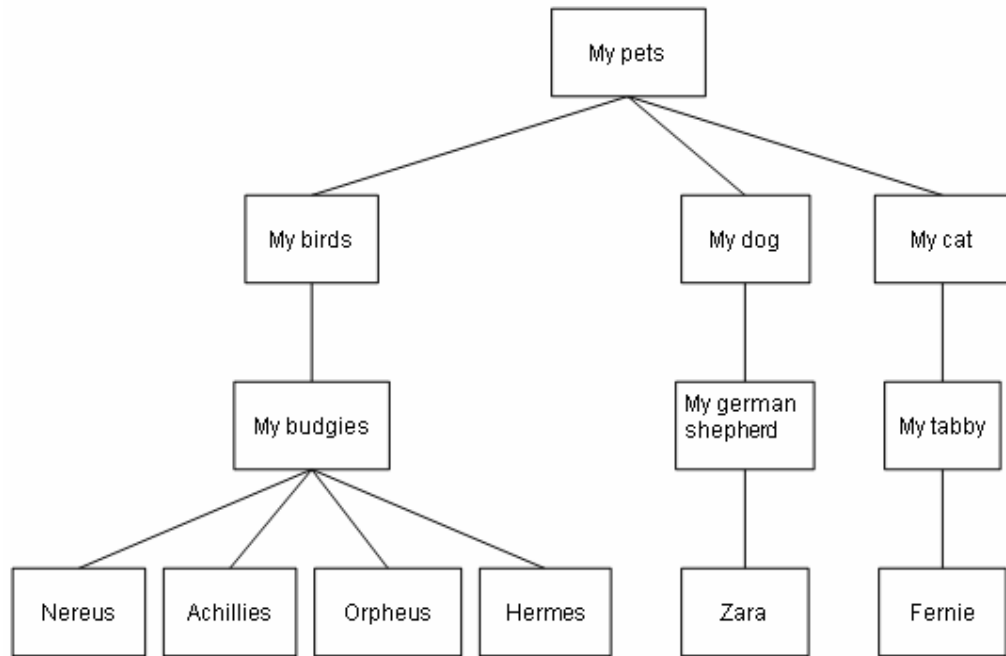 My pets
My birds
My dog
My cat
My budgies
My german
shepherd
My tabby
Nereus
Achillies
Orpheus
Hermes
Zara
Fernie